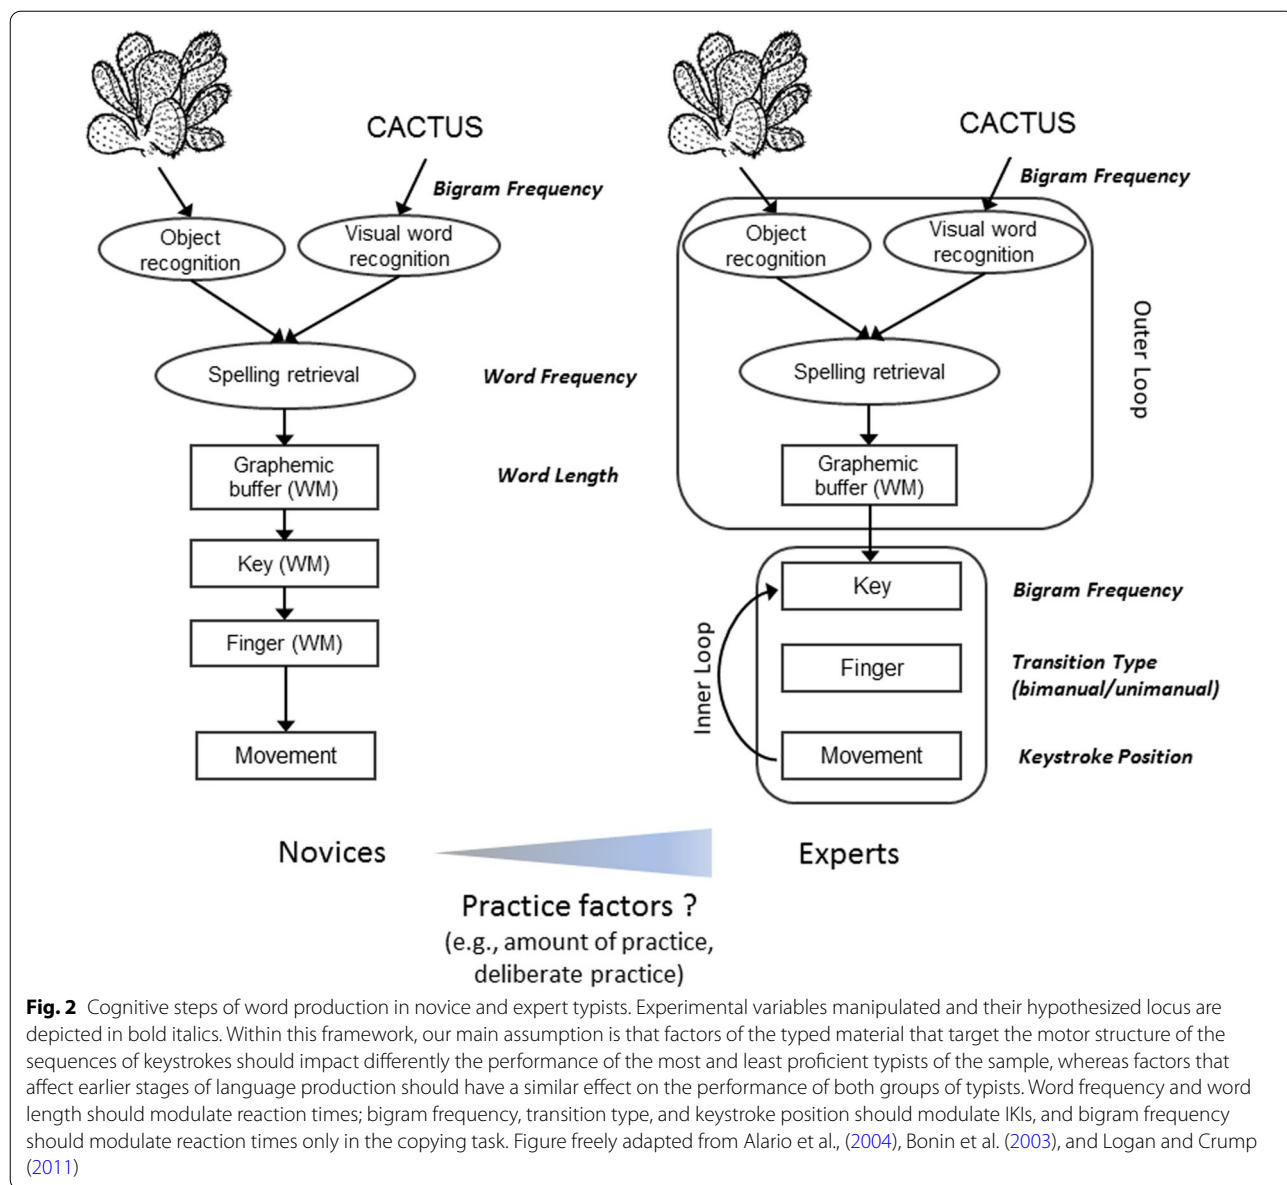 CACTUS
Bigram Frequency
Object
recognition
Visual word
recognition
Spelling retrieval
Word Frequency
Graphemic
buffer (WM)
Word Length
Key (WM)
Finger (WM)
Movement
Novices
CACTUS
Bigram Frequency
Object
recognition
Visual word
recognition
Outer Loop
Spelling retrieval
Graphemic
buffer (WM)
Key
Bigram Frequency
Inner Loop
Finger
Transition Type
(bimanual/unimanual)
Movement
Keystroke Position
Experts
Practice factors ?
(e.g., amount of practice,
deliberate practice)
Fig. 2 Cognitive steps of word production in novice and expert typists. Experimental variables manipulated and their hypothesized locus are
depicted in bold italics. Within this framework, our main assumption is that factors of the typed material that target the motor structure of the
sequences of keystrokes should impact differently the performance of the most and least proficient typists of the sample, whereas factors that
affect earlier stages of language production should have a similar effect on the performance of both groups of typists. Word frequency and word
length should modulate reaction times; bigram frequency, transition type, and keystroke position should modulate IKIs, and bigram frequency
should modulate reaction times only in the copying task. Figure freely adapted from Alario et al., (2004), Bonin et al. (2003), and Logan and Crump
(2011)